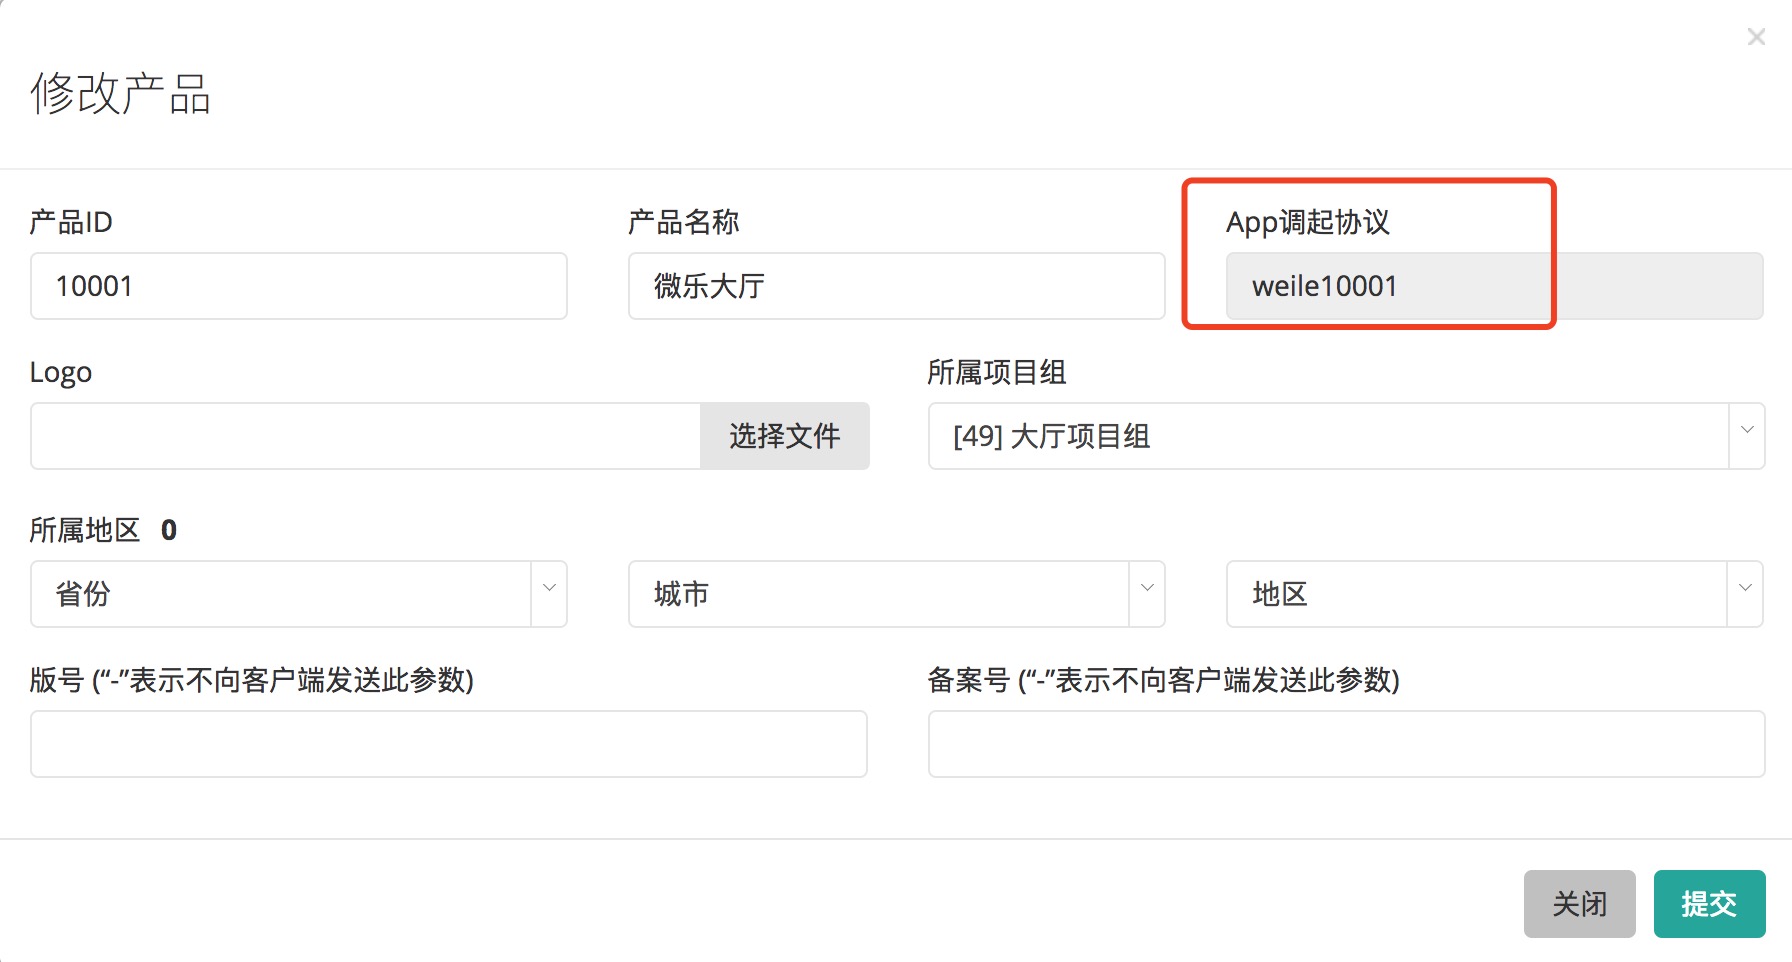 修改产品
产品ID
产品名称
App调起协议
10001
微乐大厅
weile10001
Logo
所属项目组
选择文件
[49] 大厅项目组
所属地区 0
省份
城市
地区
版号 (“-”表示不向客户端发送此参数)
备案号 (“-”表示不向客户端发送此参数)
关闭
提交